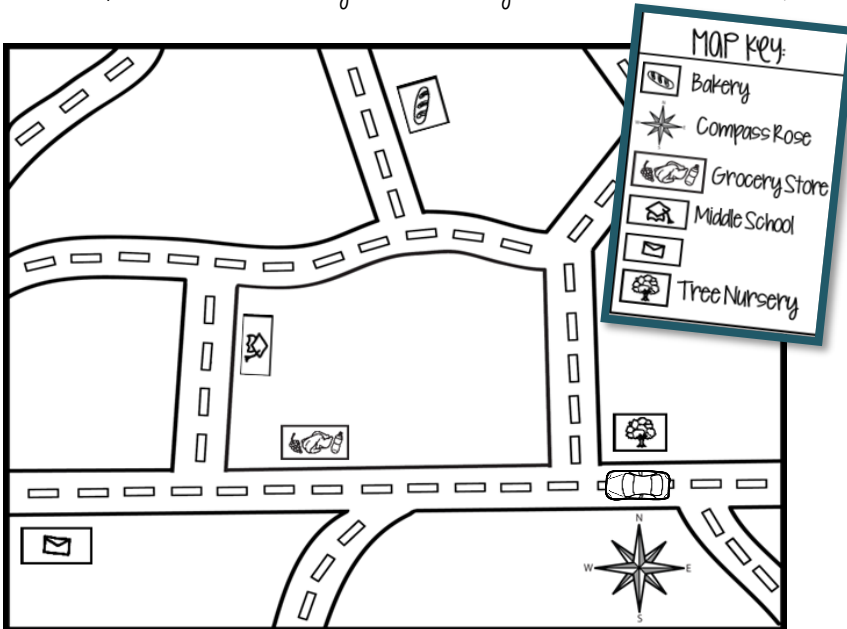 MAP KEY:
Bakery
Compass Rose
Grocery Store
Middle School
Tree Nursery
N
W
E
S